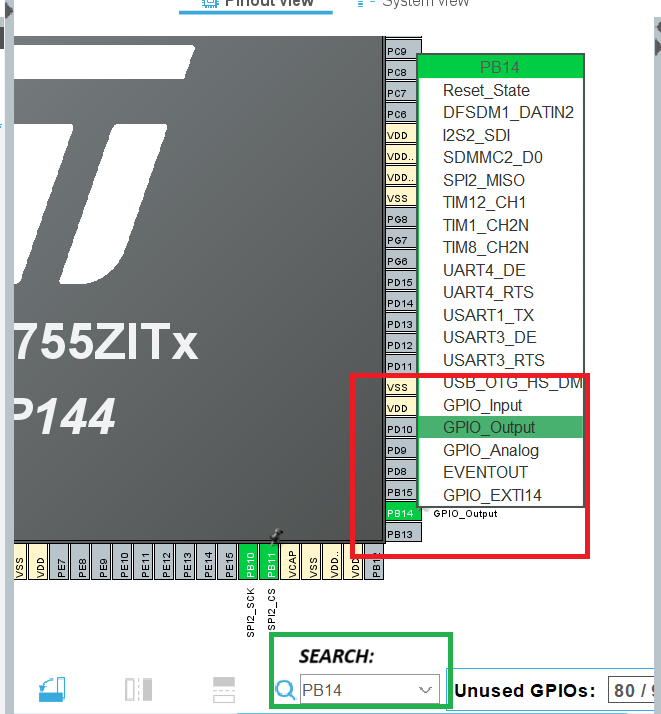 Pinout view
System view
PC9
PC8
PC7
PC6
VDD
VDD..
VDD..
VSS
PG8
PG7
PG6
PD15
PD14
PD13
PD12
PD11
VSS
VDD
PD10
PD9
PD8
PB15
PB14
GPIO_Output
PB13
PB14
Reset_State
DFSDM1_DATIN2
I2S2_SDI
SDMMC2_D0
SPI2_MISO
TIM12_CH1
TIM1_CH2N
TIM8_CH2N
UART4_DE
UART4_RTS
USART1_TX
USART3_DE
USART3_RTS
USB_OTG_HS_DM
GPIO_Input
GPIO_Output
GPIO_Analog
EVENTOUT
GPIO_EXTI14
755ZITx
P144
VSS
VDD
PE7
PE8
PE9
PE10
PE11
PE12
PE13
PE14
PE15
PB10
PB11
VCAP
VSS
VDD..
VDD
SPI2_SCK
SPI2_CS
SEARCH:
PB14
Unused GPIOs:
80 /